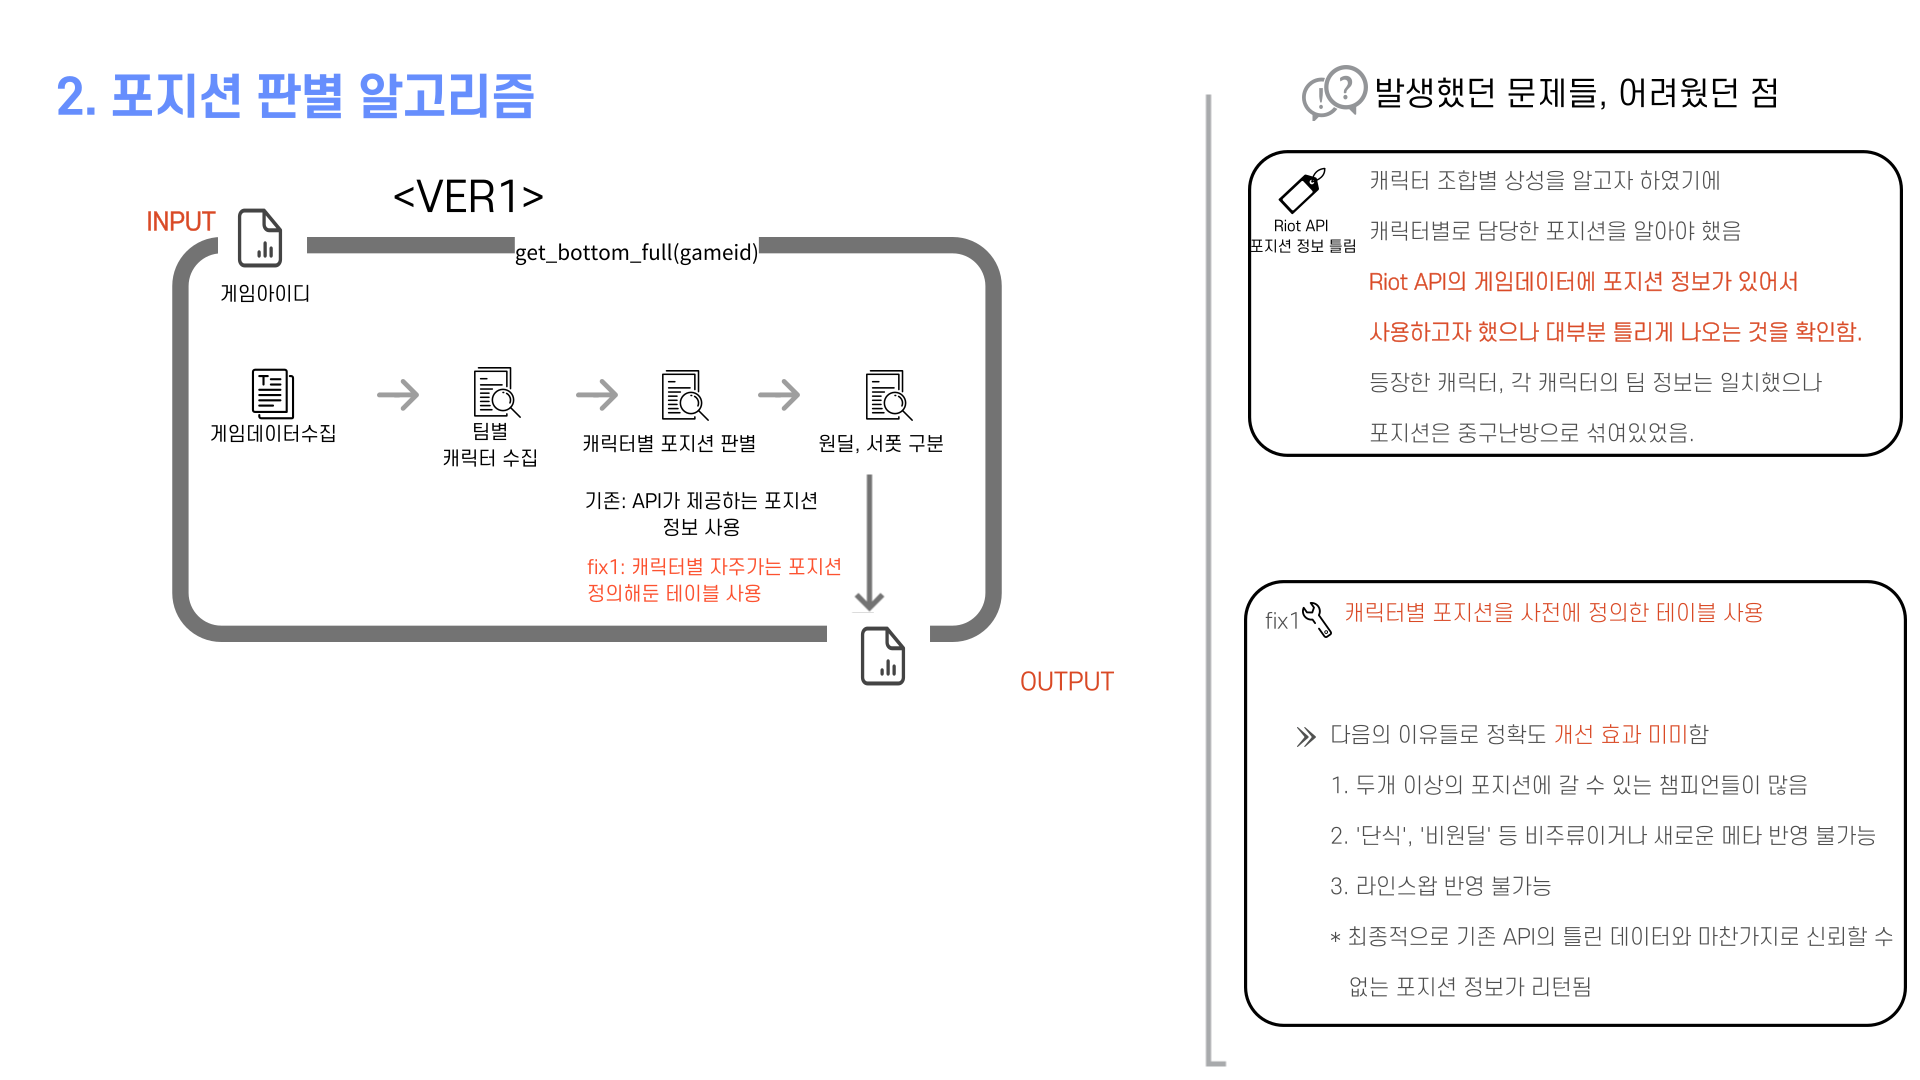 2. 포지션 판별 알고리즘
<VER1>
INPUT
get_bottom_full(gameid)
게임아이디
게임데이터수집
팀별
캐릭터 수집
캐릭터별 포지션 판별
원딜, 서폿 구분
기존: API가 제공하는 포지션
정보 사용
fix1: 캐릭터별 자주가는 포지션
정의해둔 테이블 사용
OUTPUT
발생했던 문제들, 어려웠던 점
Riot API
포지션 정보 틀림
캐릭터 조합별 상성을 알고자 하였기에
캐릭터별로 담당한 포지션을 알아야 했음
Riot API의 게임데이터에 포지션 정보가 있어서
사용하고자 했으나 대부분 틀리게 나오는 것을 확인함.
등장한 캐릭터, 각 캐릭터의 팀 정보는 일치했으나
포지션은 중구난방으로 섞여있었음.
fix1
캐릭터별 포지션을 사전에 정의한 테이블 사용
다음의 이유들로 정확도 개선 효과 미미함
1. 두개 이상의 포지션에 갈 수 있는 챔피언들이 많음
2. '단식', '비원딜' 등 비주류이거나 새로운 메타 반영 불가능
3. 라인스왑 반영 불가능
* 최종적으로 기존 API의 틀린 데이터와 마찬가지로 신뢰할 수
없는 포지션 정보가 리턴됨